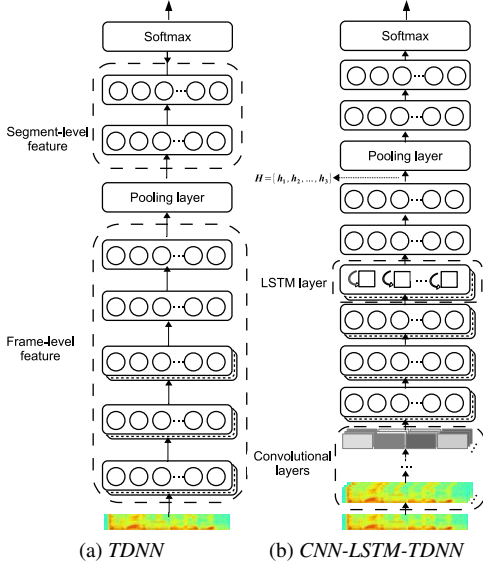 Softmax
Segment-level
feature
Pooling layer
Frame-level
feature
(a) TDNN
Softmax
Pooling layer
H=[h₁, h₂, ..., h₃]
LSTM layer
Convolutional
layers
(b) CNN-LSTM-TDNN